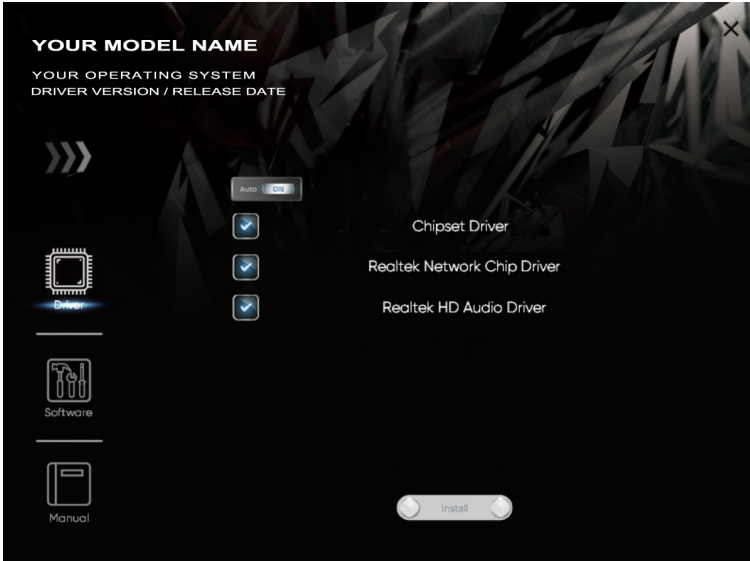 YOUR MODEL NAME
YOUR OPERATING SYSTEM
DRIVER VERSION / RELEASE DATE
Auto ON
Chipset Driver
Realtek Network Chip Driver
Realtek HD Audio Driver
Driver
Software
Manual
Install